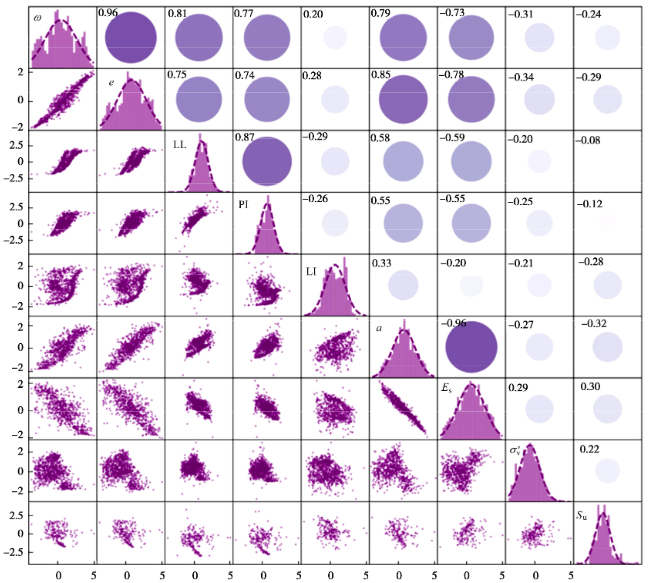 ω 0.96 0.81 0.77 0.20 0.79 −0.73 −0.31 −0.24
2 e 0.75 0.74 0.28 0.85 −0.78 −0.34 −0.29
0
−2
2.5 LL 0.87 −0.29 0.58 −0.59 −0.20 −0.08
0
−2.5
2.5 PI −0.26 0.55 −0.55 −0.25 −0.12
0
−2.5
2 LI 0.33 −0.20 −0.21 −0.28
0
−2
2 a −0.96 −0.27 −0.32
0
−2
2 Es 0.29 0.30
0
−2
2 σv 0.22
0
−2
2.5 Su
0
−2.5
0 5 0 5 0 5 0 5 0 5 0 5 0 5 0 5 0 5